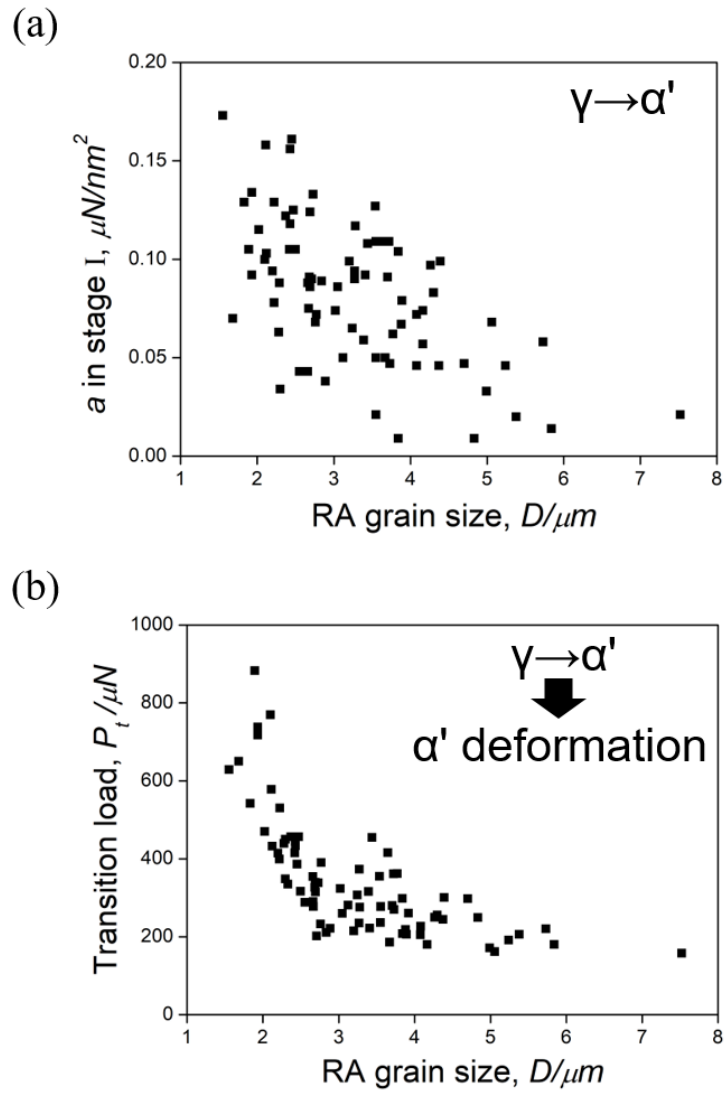 (a)
0.20
0.15
0.10
0.05
0.00
a in stage I, μN/nm²
γ→α'
1 2 3 4 5 6 7 8
RA grain size, D/μm
(b)
1000
800
600
400
200
0
Transition load, Pₜ/μN
γ→α'
α' deformation
1 2 3 4 5 6 7 8
RA grain size, D/μm